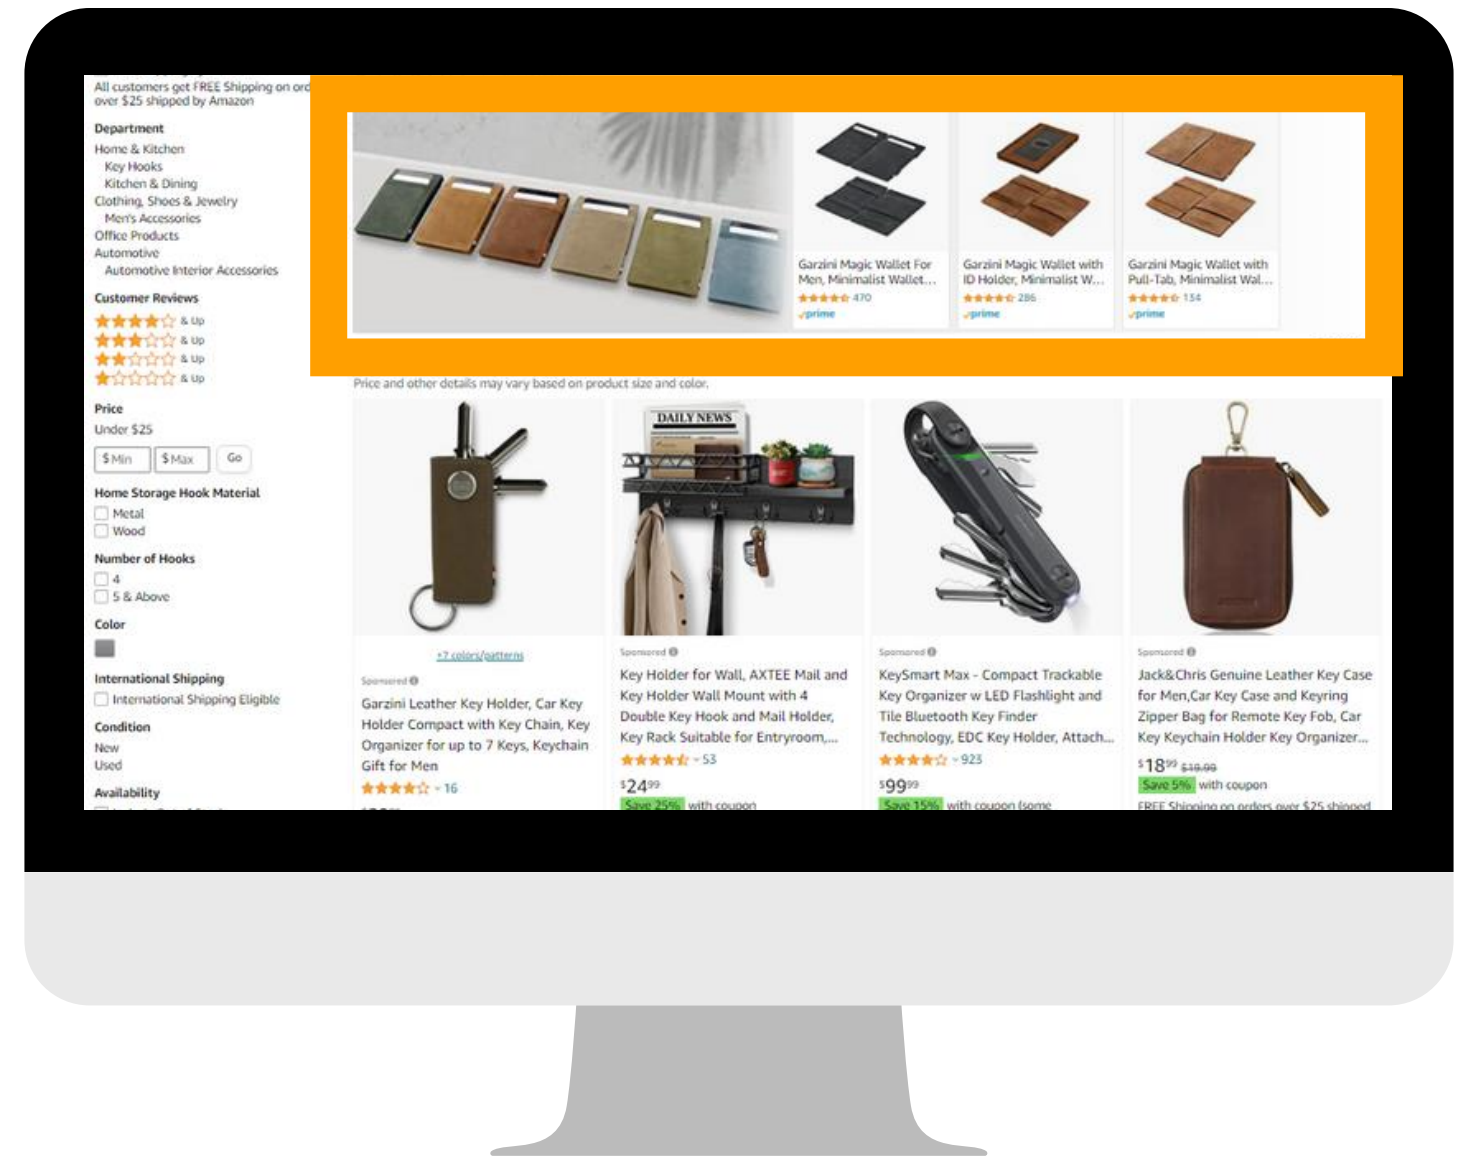 All customers get FREE Shipping on ord
over $25 shipped by Amazon
Department
Home & Kitchen
Key Hooks
Kitchen & Dining
Clothing, Shoes & Jewelry
Men's Accessories
Office Products
Automotive
Automotive Interior Accessories
Customer Reviews
& Up
& Up
& Up
& Up
Price
Under $25
$ Min $ Max Go
Home Storage Hook Material
Metal
Wood
Number of Hooks
4
5 & Above
Color
International Shipping
International Shipping Eligible
Condition
New
Used
Availability
Garzini Magic Wallet For
Men, Minimalist Wallet...
470
prime
Garzini Magic Wallet with
ID Holder, Minimalist W...
286
prime
Garzini Magic Wallet with
Pull-Tab, Minimalist Wal...
134
prime
Price and other details may vary based on product size and color.
+7 colors/patterns
Sponsored
Garzini Leather Key Holder, Car Key
Holder Compact with Key Chain, Key
Organizer for up to 7 Keys, Keychain
Gift for Men
16
DAILY NEWS
Sponsored
Key Holder for Wall, AXTEE Mail and
Key Holder Wall Mount with 4
Double Key Hook and Mail Holder,
Key Rack Suitable for Entryroom,...
53
$24.99
Save 25% with coupon
Sponsored
KeySmart Max - Compact Trackable
Key Organizer w LED Flashlight and
Tile Bluetooth Key Finder
Technology, EDC Key Holder, Attach...
923
$99.99
Save 15% with coupon (some
Sponsored
Jack&Chris Genuine Leather Key Case
for Men,Car Key Case and Keyring
Zipper Bag for Remote Key Fob, Car
Key Keychain Holder Key Organizer...
$18.99 $19.99
Save 5% with coupon
FREE Shipping on orders over $25 shipped